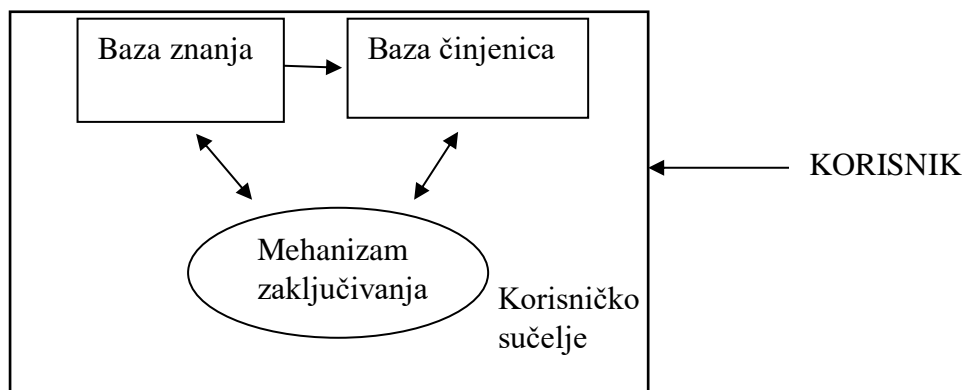 Baza znanja
Baza činjenica
KORISNIK
Mehanizam
zaključivanja
Korisničko
sučelje